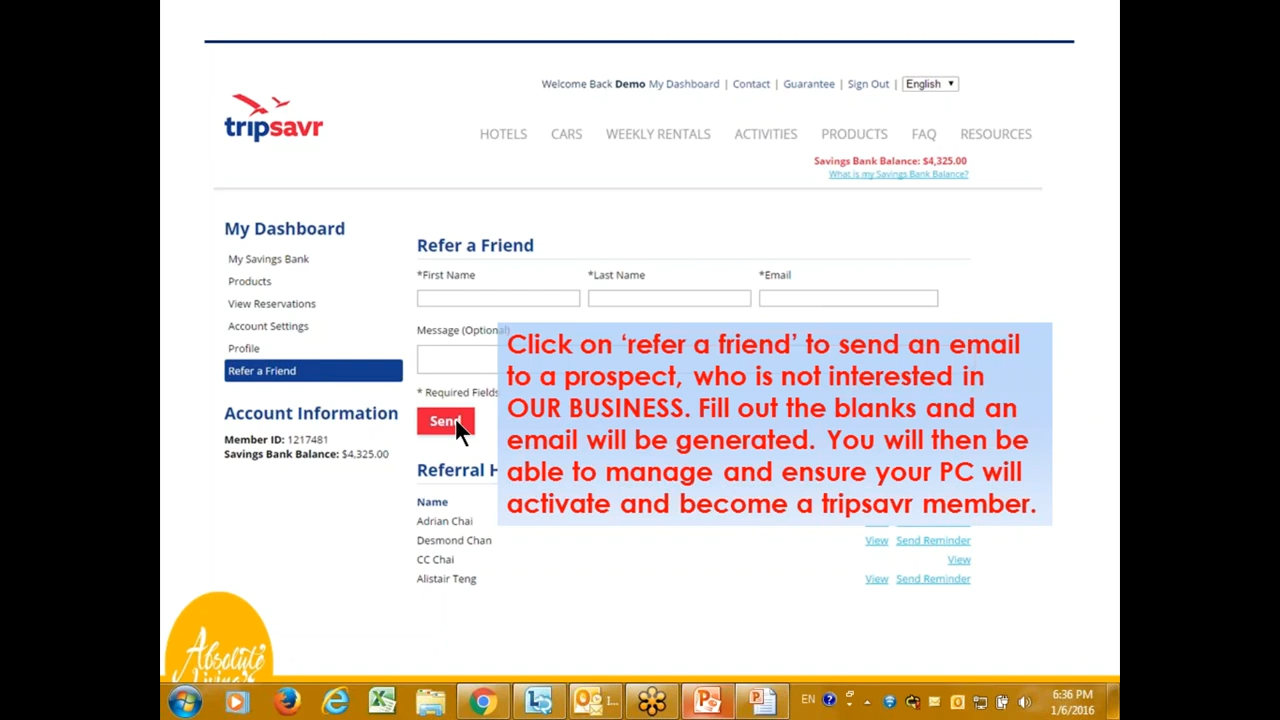 Welcome Back Demo My Dashboard | Contact | Guarantee | Sign Out | English
tripsavr
HOTELS CARS WEEKLY RENTALS ACTIVITIES PRODUCTS FAQ RESOURCES
Savings Bank Balance: $4,325.00
What is my Savings Bank Balance?
My Dashboard
My Savings Bank
Products
View Reservations
Account Settings
Profile
Refer a Friend
Account Information
Member ID: 1217481
Savings Bank Balance: $4,325.00
Refer a Friend
*First Name *Last Name *Email
Message (Optional)
* Required Fields
Send
Click on ‘refer a friend’ to send an email
to a prospect, who is not interested in
OUR BUSINESS. Fill out the blanks and an
email will be generated. You will then be
able to manage and ensure your PC will
activate and become a tripsavr member.
Referral H
Name
Adrian Chai
Desmond Chan View Send Reminder
CC Chai View
Alistair Teng View Send Reminder
Absolute
Living
EN
6:36 PM
1/6/2016